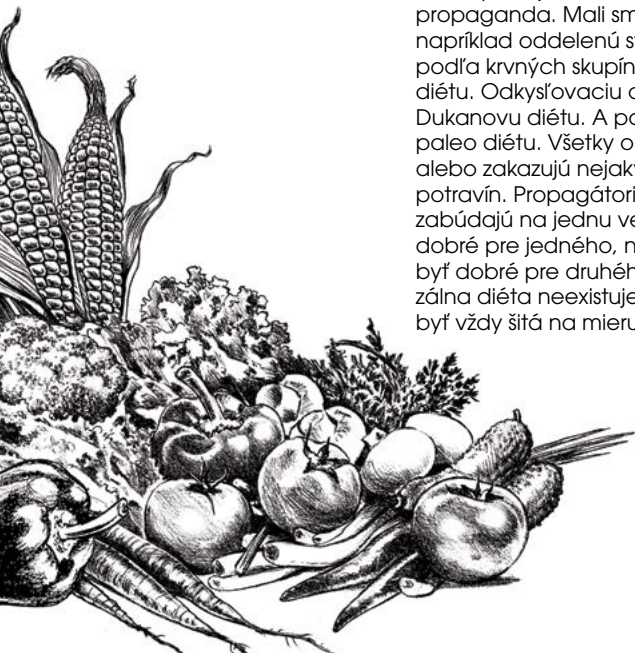 propaganda. Mali sm
napríklad oddelenú s
podľa krvných skupín
diétu. Odkysľovaciu
Dukanovu diétu. A p
paleo diétu. Všetky o
alebo zakazujú nejak
potravín. Propagátori
zabúdajú na jednu ve
dobré pre jedného, n
byť dobré pre druhéh
zálna diéta neexistuje
byť vždy šitá na mieru